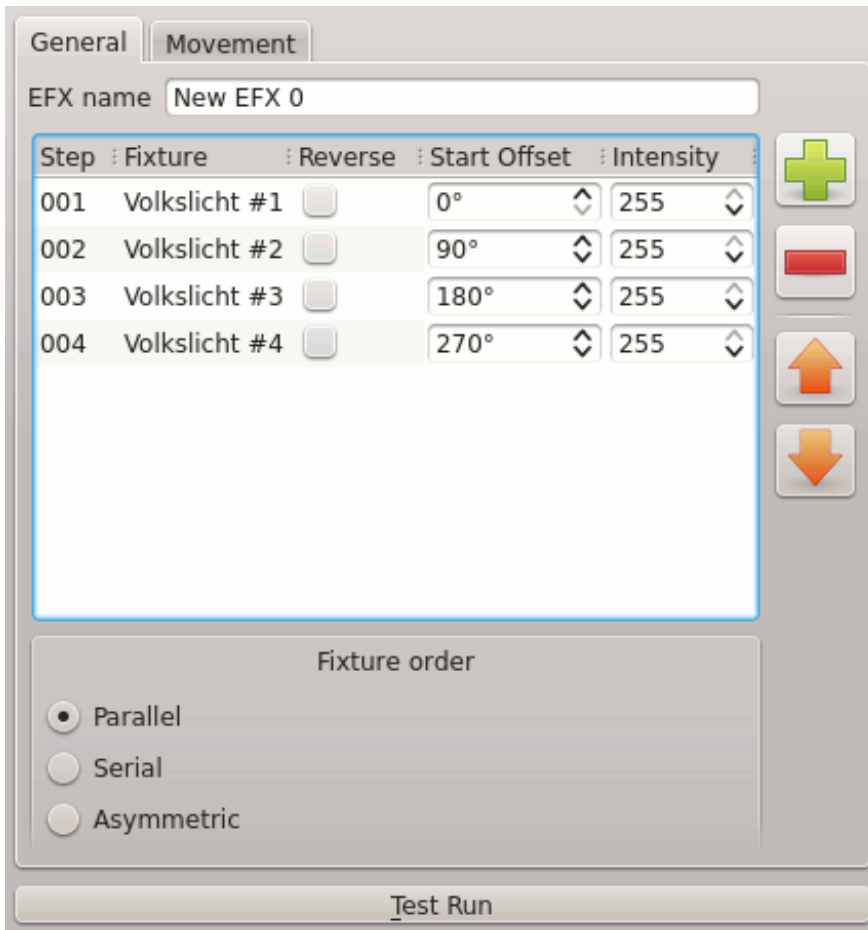 General Movement
EFX name New EFX 0
Step Fixture Reverse Start Offset Intensity
001 Volkslicht #1 0° 255
002 Volkslicht #2 90° 255
003 Volkslicht #3 180° 255
004 Volkslicht #4 270° 255
Fixture order
Parallel
Serial
Asymmetric
Test Run